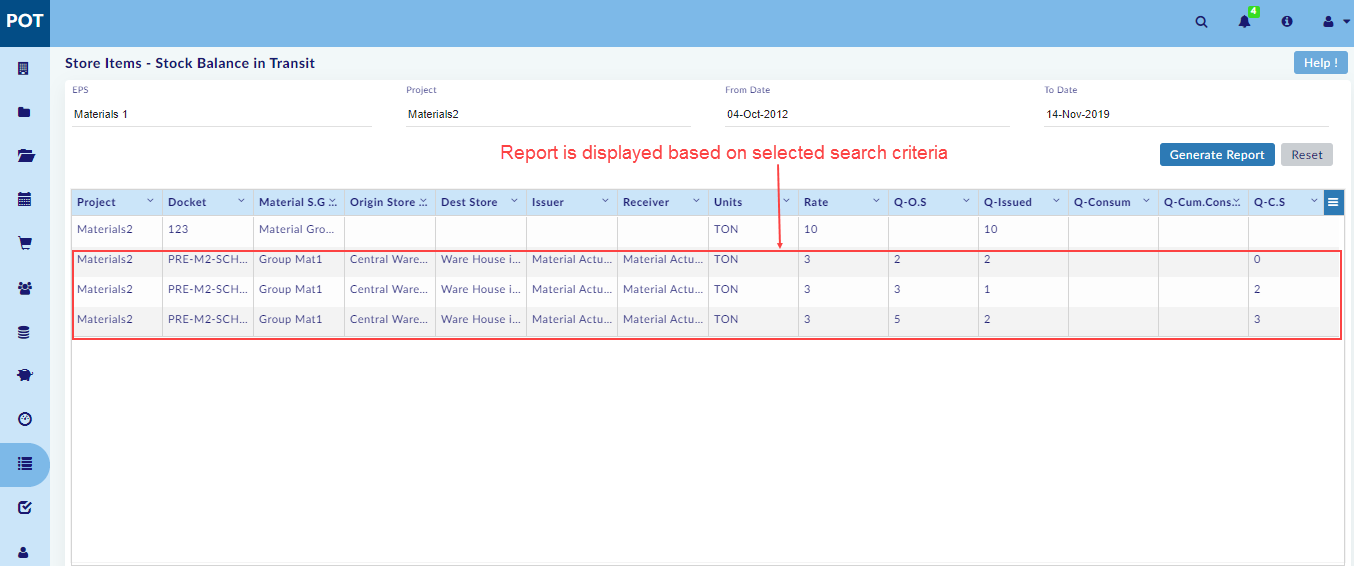 POT
4
Store Items - Stock Balance in Transit
Help !
EPS Project From Date To Date
Materials 1 Materials2 04-Oct-2012 14-Nov-2019
Report is displayed based on selected search criteria
Generate Report Reset
Project Docket Material S.G ... Origin Store ... Dest Store Issuer Receiver Units Rate Q-O.S Q-Issued Q-Consum Q-Cum.Cons... Q-C.S
Materials2 123 Material Gro... TON 10 10
Materials2 PRE-M2-SCH... Group Mat1 Central Ware... Ware House i... Material Actu... Material Actu... TON 3 2 2 0
Materials2 PRE-M2-SCH... Group Mat1 Central Ware... Ware House i... Material Actu... Material Actu... TON 3 3 1 2
Materials2 PRE-M2-SCH... Group Mat1 Central Ware... Ware House i... Material Actu... Material Actu... TON 3 5 2 3